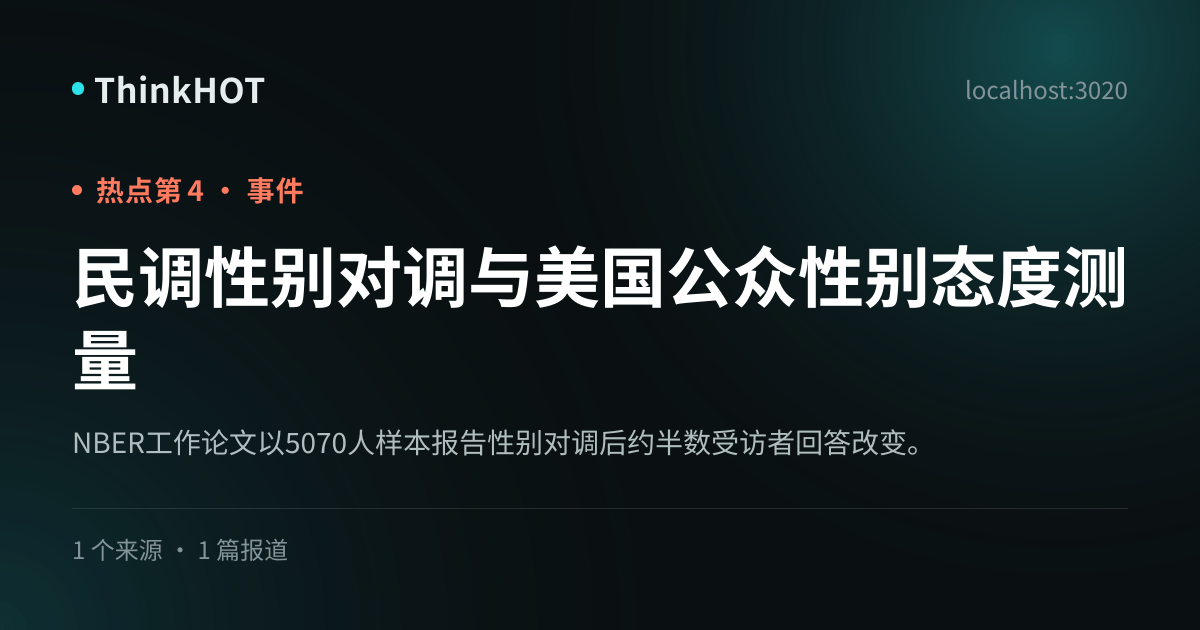 ThinkHOT
localhost:3020
热点第 4 · 事件
民调性别对调与美国公众性别态度测
量
NBER工作论文以5070人样本报告性别对调后约半数受访者回答改变。
1 个来源 · 1 篇报道